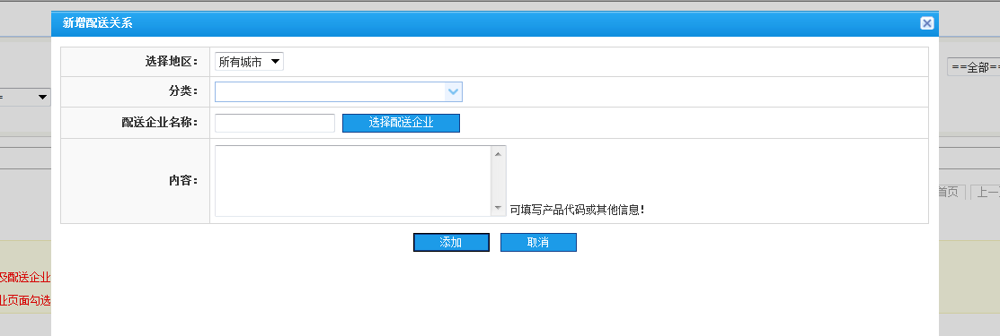 新增配送关系
选择地区：
所有城市
==全部==
=
分类：
配送企业名称：
选择配送企业
内容：
可填写产品代码或其他信息！
首页
上一
添加
取消
及配送企业
业页面勾选